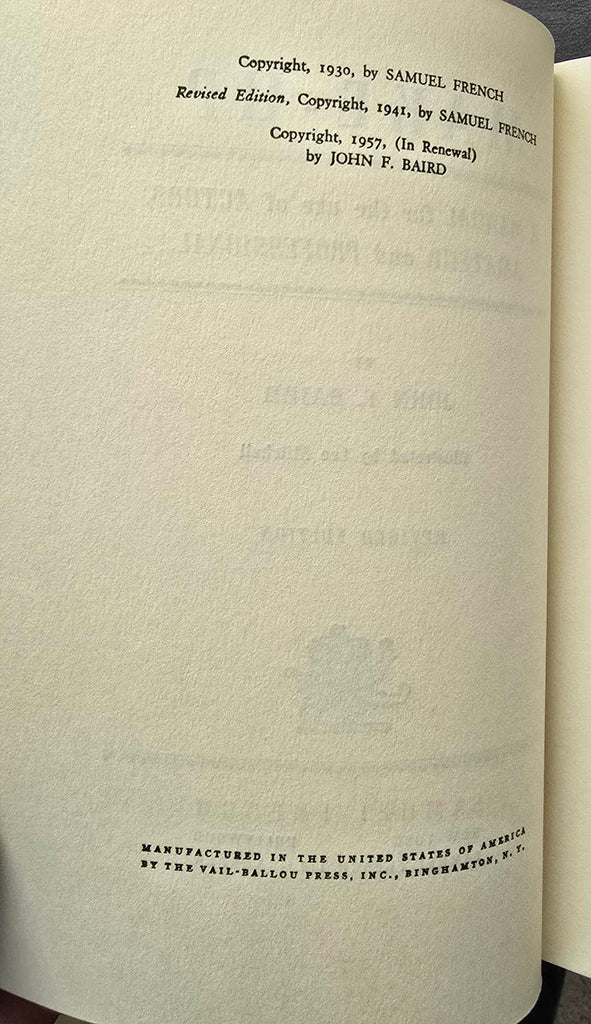 Copyright, 1930, by SAMUEL FRENCH
Revised Edition, Copyright, 1941, by SAMUEL FRENCH
Copyright, 1957, (In Renewal)
by JOHN F. BAIRD
MANUFACTURED IN THE UNITED STATES OF AMERICA
BY THE VAIL-BALLOU PRESS, INC., BINGHAMTON, N. Y.